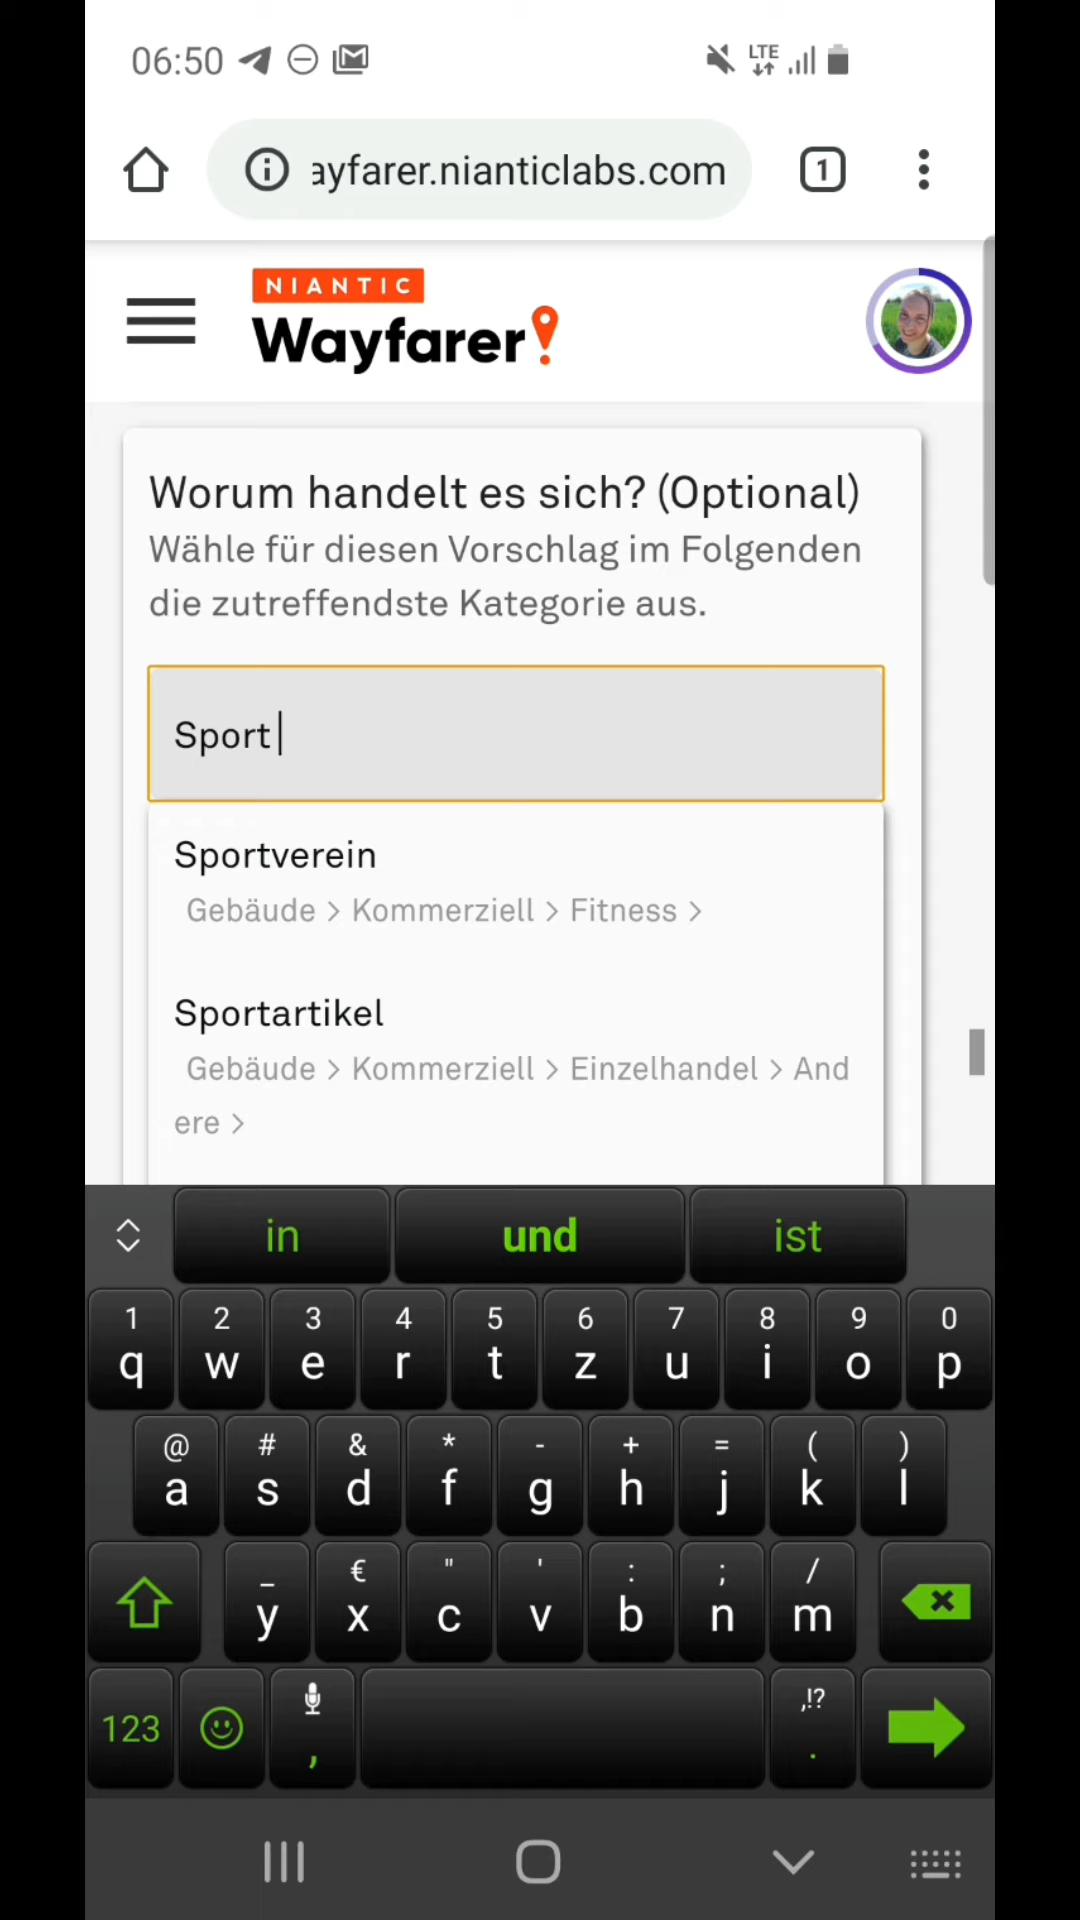 06:50
LTE
ayfarer.nianticlabs.com
1
NIANTIC
Wayfarer
Worum handelt es sich? (Optional)
Wähle für diesen Vorschlag im Folgenden
die zutreffendste Kategorie aus.
Sport
Sportverein
Gebäude > Kommerziell > Fitness >
Sportartikel
Gebäude > Kommerziell > Einzelhandel > And
ere >
in und ist
1 2 3 4 5 6 7 8 9 0
q w e r t z u i o p
@ # & * - + = ( )
a s d f g h j k l
_ € " ' : ; /
y x c v b n m
,!?
123 , .